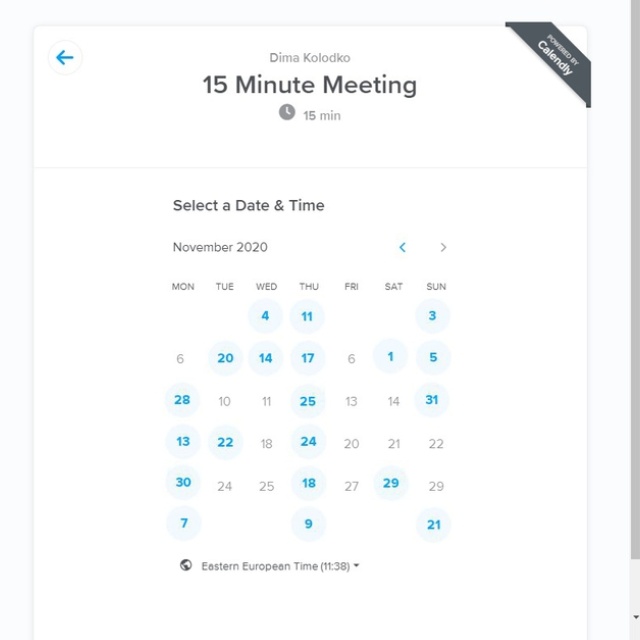 POWERED BY
Calendly
Dima Kolodko
15 Minute Meeting
15 min
Select a Date & Time
November 2020
MON TUE WED THU FRI SAT SUN
4 11 3
6 20 14 17 6 1 5
28 10 11 25 13 14 31
13 22 18 24 20 21 22
30 24 25 18 27 29 29
7 9 21
Eastern European Time (11:38)